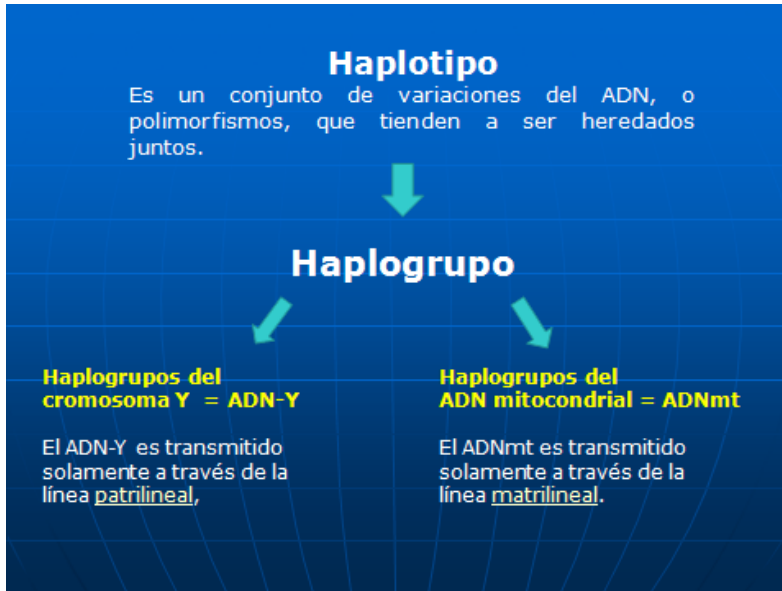 Haplotipo
Es un conjunto de variaciones del ADN, o
polimorfismos, que tienden a ser heredados
juntos.
Haplogrupo
Haplogrupos del
cromosoma Y = ADN-Y
El ADN-Y es transmitido
solamente a través de la
línea patrilineal,
Haplogrupos del
ADN mitocondrial = ADNmt
El ADNmt es transmitido
solamente a través de la
línea matrilineal.